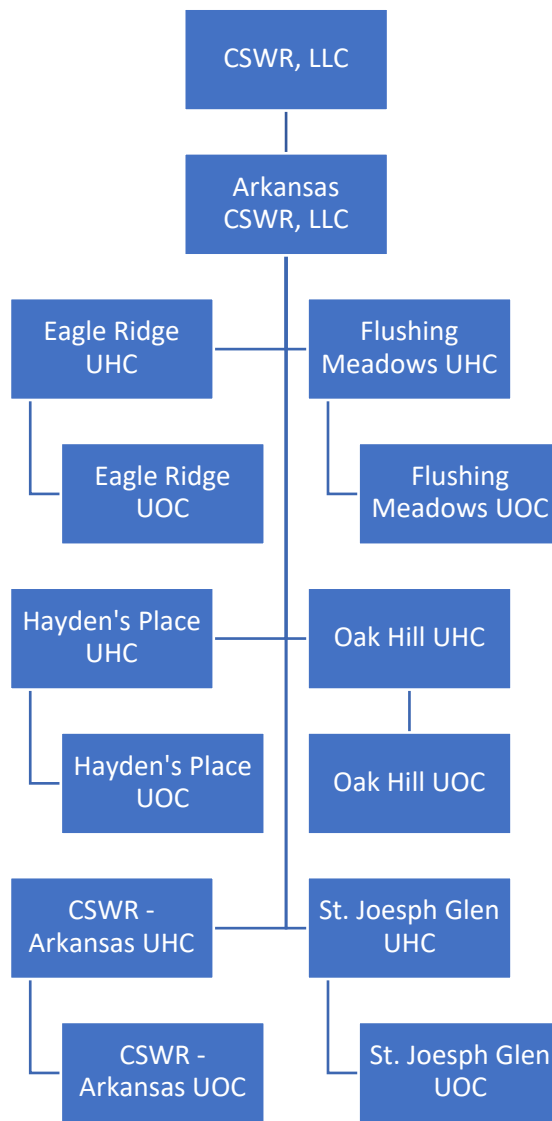 CSWR, LLC
Arkansas
CSWR, LLC
Eagle Ridge
UHC
Flushing
Meadows UHC
Eagle Ridge
UOC
Flushing
Meadows UOC
Hayden's Place
UHC
Oak Hill UHC
Hayden's Place
UOC
Oak Hill UOC
CSWR -
Arkansas UHC
St. Joesph Glen
UHC
CSWR -
Arkansas UOC
St. Joesph Glen
UOC